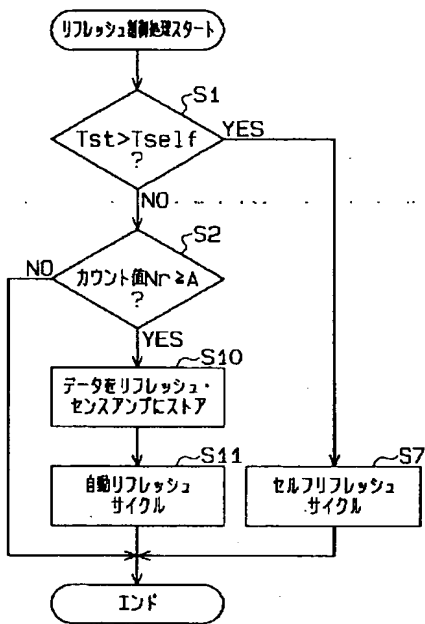 リフレッシュ制御処理スタート
S1
Tst>Tself
?
YES
NO
S2
NO
カウント値Nr≧A
?
YES
S10
データをリフレッシュ・
センスアンプにストア
S11
自動リフレッシュ
サイクル
S7
セルフリフレッシュ
サイクル
エンド